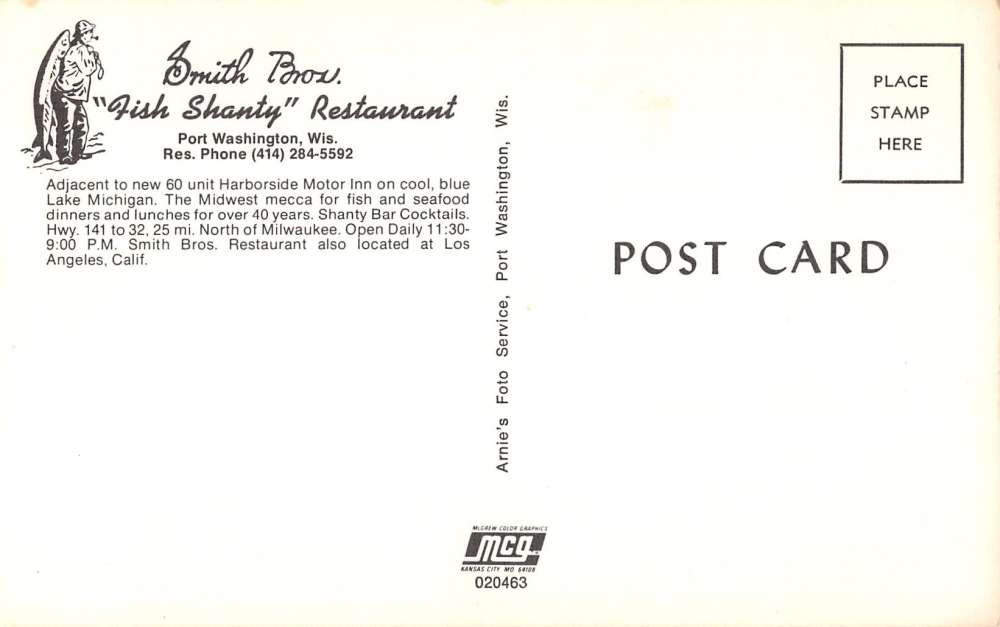 Smith Bros.
"Fish Shanty" Restaurant
Port Washington, Wis.
Res. Phone (414) 284-5592
Adjacent to new 60 unit Harborside Motor Inn on cool, blue
Lake Michigan. The Midwest mecca for fish and seafood
dinners and lunches for over 40 years. Shanty Bar Cocktails.
Hwy. 141 to 32, 25 mi. North of Milwaukee. Open Daily 11:30-
9:00 P.M. Smith Bros. Restaurant also located at Los
Angeles, Calif.
Arnie's Foto Service, Port Washington, Wis.
PLACE
STAMP
HERE
POST CARD
McGREW COLOR GRAPHICS
mcg
KANSAS CITY MO 64108
020463